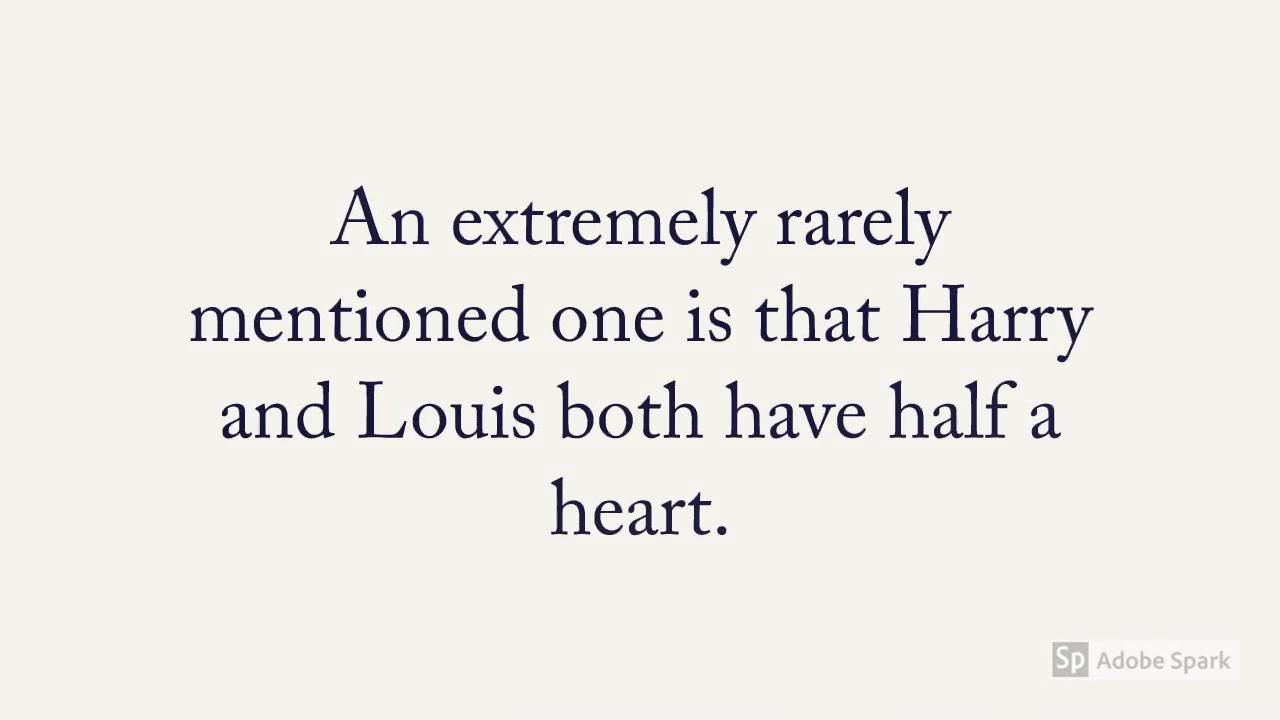 An extremely rarely
mentioned one is that Harry
and Louis both have half a
heart.
Sp Adobe Spark